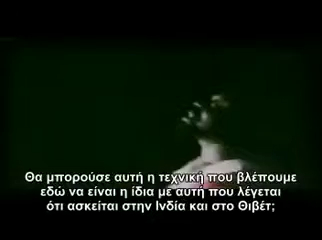 Θα μπορούσε αυτή η τεχνική που βλέπουμε
εδώ να είναι η ίδια με αυτή που λέγεται
ότι ασκείται στην Ινδία και στο Θιβέτ;